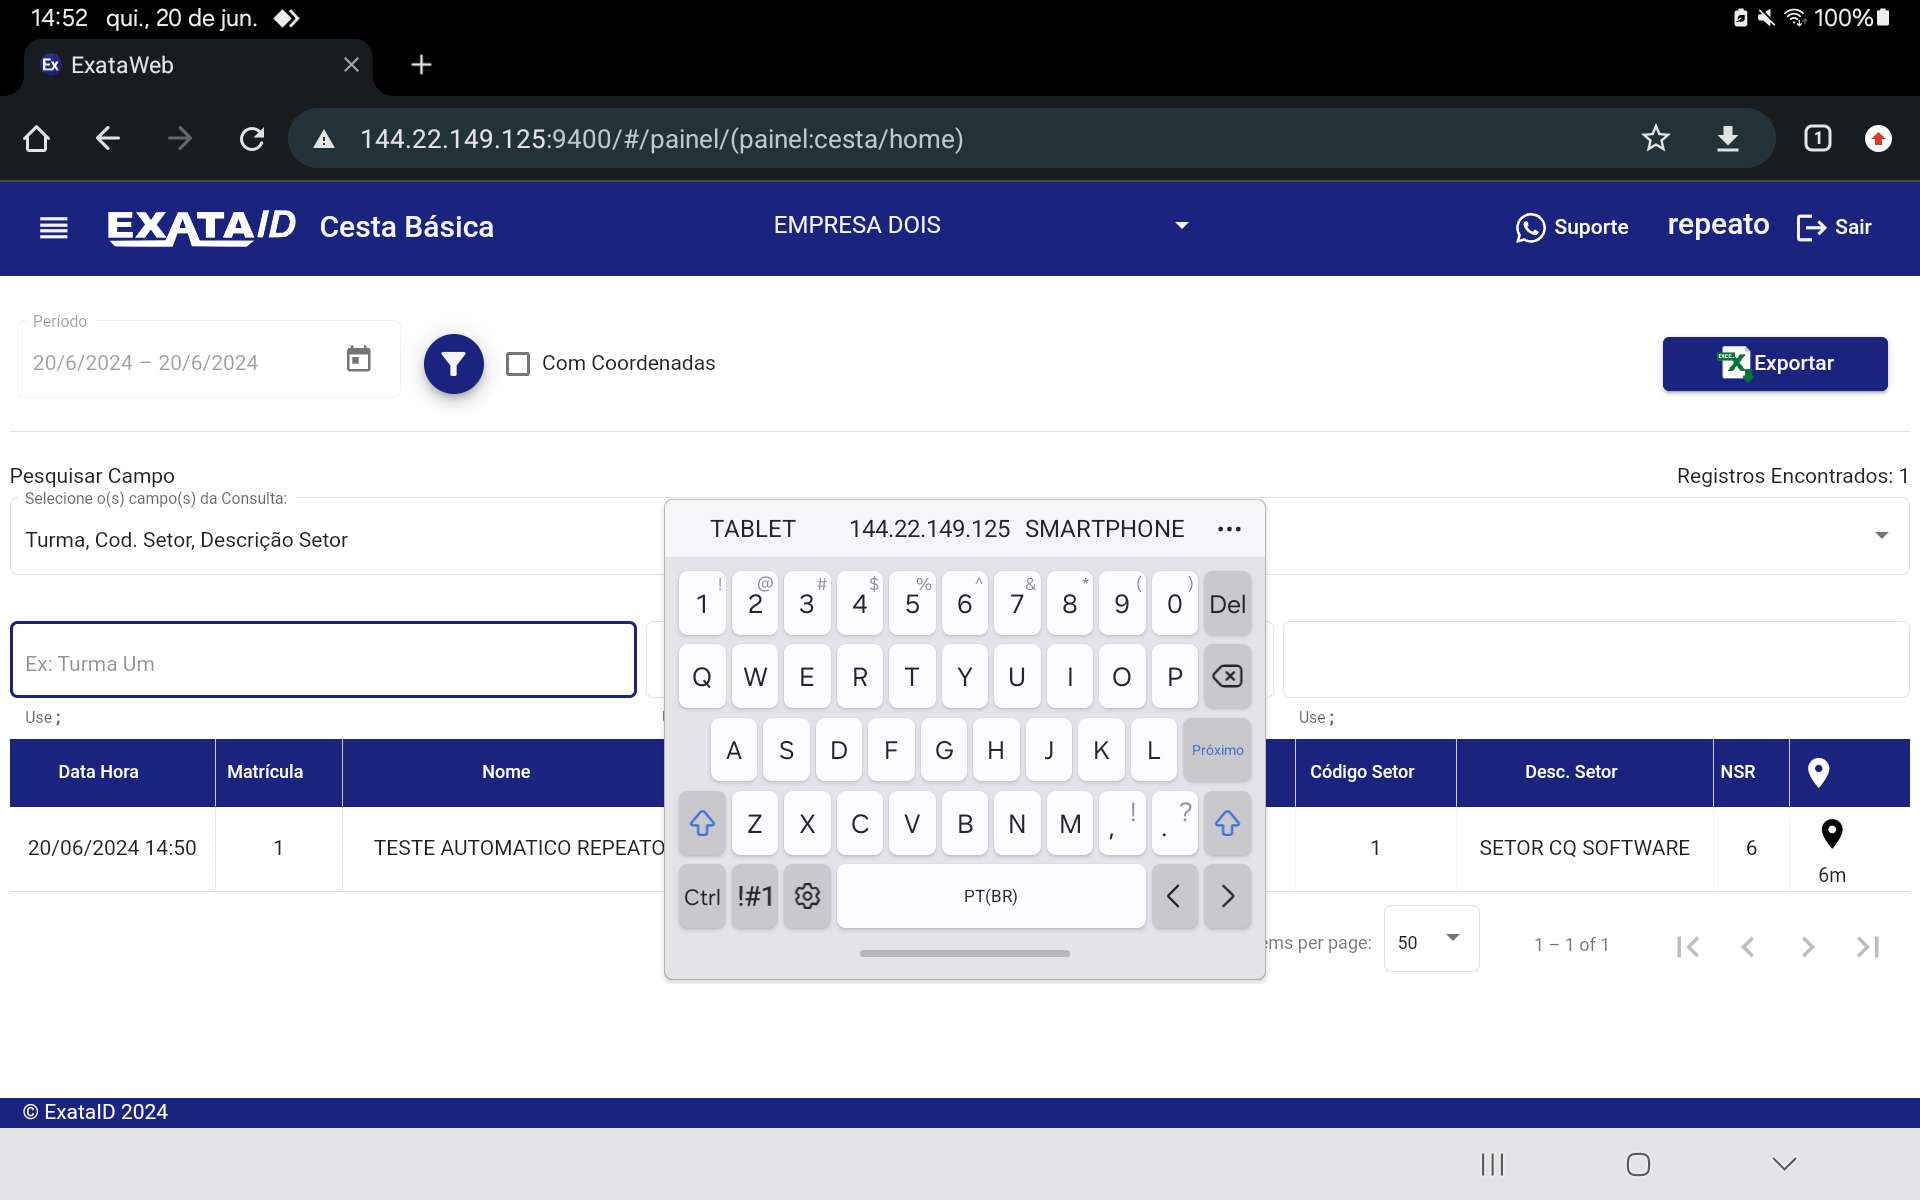 14:52 qui., 20 de jun. 100%
Ex ExataWeb
144.22.149.125:9400/#/painel/(painel:cesta/home) 1
EXATAID Cesta Básica EMPRESA DOIS Suporte repeato Sair
Período
20/6/2024 – 20/6/2024 Com Coordenadas Exportar
Pesquisar Campo Registros Encontrados: 1
Selecione o(s) campo(s) da Consulta:
Turma, Cod. Setor, Descrição Setor
TABLET 144.22.149.125 SMARTPHONE •••
! @ # $ % ^ & * ( )
1 2 3 4 5 6 7 8 9 0 Del
Ex: Turma Um
Q W E R T Y U I O P
Use ; Use ;
A S D F G H J K L Próximo
Data Hora Matrícula Nome Código Setor Desc. Setor NSR
! ?
Z X C V B N M , .
20/06/2024 14:50 1 TESTE AUTOMATICO REPEATO 1 SETOR CQ SOFTWARE 6
6m
Ctrl !#1 PT(BR)
ems per page: 50 1 – 1 of 1
© ExataID 2024